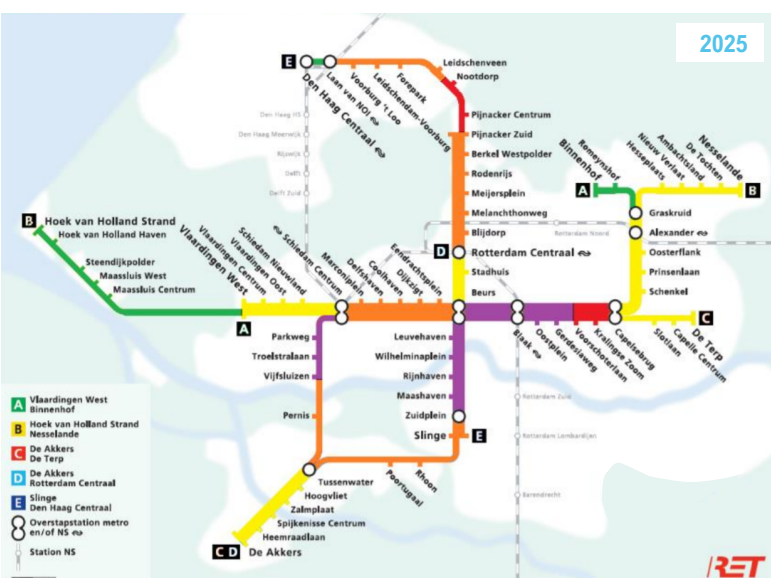 2025
E
Den Haag Centraal
Laan van NOI
Voorburg 't Loo
Leidschendam-Voorburg
Forepark
Leidschenveen
Nootdorp
Pijnacker Centrum
Pijnacker Zuid
Berkel Westpolder
Rodenrijs
Meijersplein
Melanchthonweg
Blijdorp
D
Rotterdam Centraal
Stadhuis
Beurs
Den Haag HS
Den Haag Moerwijk
Rijswijk
Delft
Delft Zuid
Rotterdam Noord
A
Binnenhof
Romeynshof
Hesseplaats
Nieuw Verlaat
Ambachtsland
De Tochten
Nesselande
B
Graskruid
Alexander
Oosterflank
Prinsenlaan
Schenkel
B
Hoek van Holland Strand
Hoek van Holland Haven
Steendijkpolder
Maassluis West
Maassluis Centrum
A
Vlaardingen West
Vlaardingen Centrum
Vlaardingen Oost
Schiedam Nieuwland
Schiedam Centrum
Marconiplein
Delfshaven
Coolhaven
Dijkzigt
Eendrachtsplein
Blaak
Oostplein
Gerdesiaweg
Voorschoterlaan
Kralingse Zoom
Capelsebrug
Slotlaan
Capelle Centrum
De Terp
C
Parkweg
Troelstralaan
Vijfsluizen
Pernis
Leuvehaven
Wilhelminaplein
Rijnhaven
Maashaven
Zuidplein
Slinge
E
Rotterdam Zuid
Rotterdam Lombardijen
Barendrecht
Rhoon
Poortugaal
Tussenwater
Hoogvliet
Zalmplaat
Spijkenisse Centrum
Heemraadlaan
C D
De Akkers
A
Vlaardingen West
Binnenhof
B
Hoek van Holland Strand
Nesselande
C
De Akkers
De Terp
D
De Akkers
Rotterdam Centraal
E
Slinge
Den Haag Centraal
Overstapstation metro
en/of NS
Station NS
RET